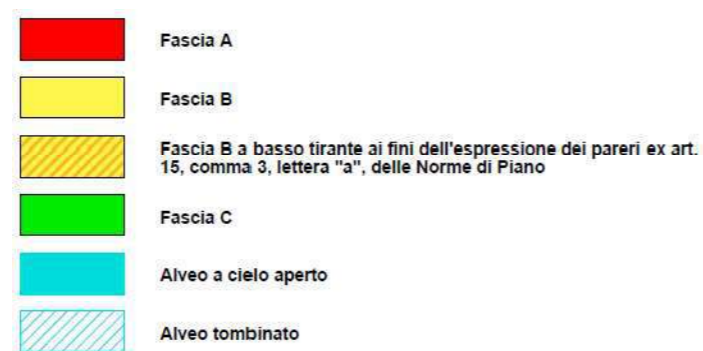 Fascia A
Fascia B
Fascia B a basso tirante ai fini dell'espressione dei pareri ex art.
15, comma 3, lettera "a", delle Norme di Piano
Fascia C
Alveo a cielo aperto
Alveo tombinato